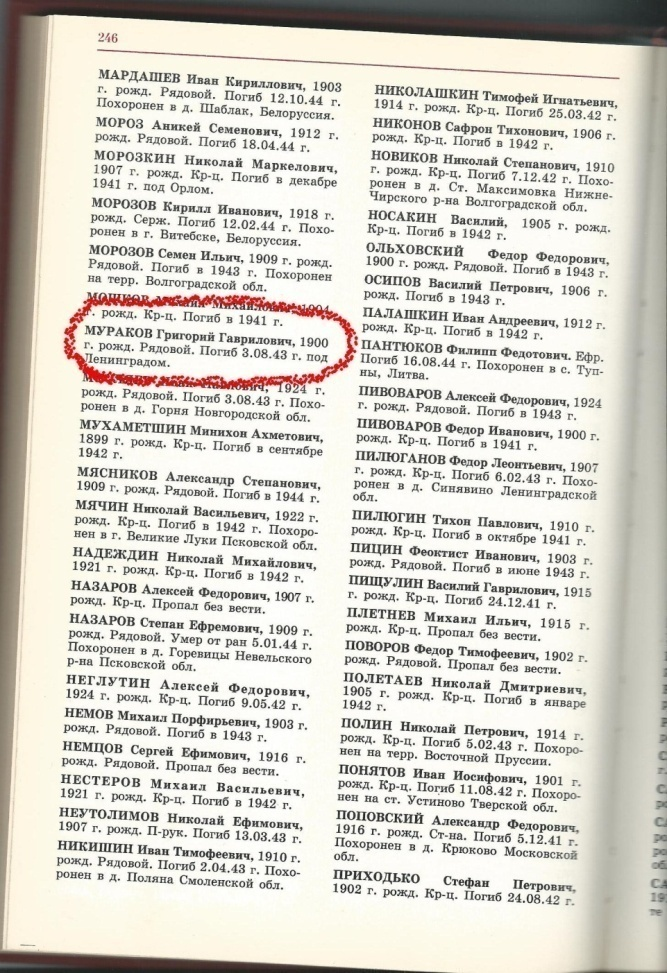 246
МАРДАШЕВ Иван Кириллович, 1903
г. рожд. Рядовой. Погиб 12.10.44 г.
Похоронен в д. Шаблак, Белоруссия.
МОРОЗ Аникей Семенович, 1912 г.
рожд. Рядовой. Погиб 18.04.44 г.
МОРОЗКИН Николай Маркелович,
1907 г. рожд. Кр-ц. Погиб в декабре
1941 г. под Орлом.
МОРОЗОВ Кирилл Иванович, 1918 г.
рожд. Серж. Погиб 12.02.44 г. Похо-
ронен в г. Витебске, Белоруссия.
МОРОЗОВ Семен Ильич, 1909 г. рожд.
Рядовой. Погиб в 1943 г. Похоронен
на терр. Волгоградской обл.
1904
г. рожд. Кр-ц. Погиб в 1941 г.
МУРАКОВ Григорий Гаврилович, 1900
г. рожд. Рядовой. Погиб 3.08.43 г. под
Ленинградом.
1924 г.
рожд. Рядовой. Погиб 3.08.43 г. Похо-
ронен в д. Горня Новгородской обл.
МУХАМЕТШИН Минихон Ахметович,
1899 г. рожд. Кр-ц. Погиб в сентябре
1942 г.
МЯСНИКОВ Александр Степанович,
1909 г. рожд. Рядовой. Погиб в 1944 г.
МЯЧИН Николай Васильевич, 1922 г.
рожд. Кр-ц. Погиб в 1942 г. Похоро-
нен в г. Великие Луки Псковской обл.
НАДЕЖДИН Николай Михайлович,
1921 г. рожд. Кр-ц. Погиб в 1942 г.
НАЗАРОВ Алексей Федорович, 1907 г.
рожд. Кр-ц. Пропал без вести.
НАЗАРОВ Степан Ефремович, 1909 г.
рожд. Рядовой. Умер от ран 5.01.44 г.
Похоронен в д. Горевицы Невельского
р-на Псковской обл.
НЕГЛУТИН Алексей Федорович,
1924 г. рожд. Кр-ц. Погиб 9.05.42 г.
НЕМОВ Михаил Порфирьевич, 1903 г.
рожд. Рядовой. Погиб в 1943 г.
НЕМЦОВ Сергей Ефимович, 1916 г.
рожд. Рядовой. Пропал без вести.
НЕСТЕРОВ Михаил Васильевич,
1921 г. рожд. Кр-ц. Погиб в 1942 г.
НЕУТОЛИМОВ Николай Ефимович,
1907 г. рожд. П-рук. Погиб 13.03.43 г.
НИКИШИН Иван Тимофеевич, 1910 г.
рожд. Рядовой. Погиб 2.04.43 г. Похо-
ронен в д. Поляна Смоленской обл.
НИКОЛАШКИН Тимофей Игнатьевич,
1914 г. рожд. Кр-ц. Погиб 25.03.42 г.
НИКОНОВ Сафрон Тихонович, 1906 г.
рожд. Кр-ц. Погиб в 1942 г.
НОВИКОВ Николай Степанович, 1910
г. рожд. Кр-ц. Погиб 7.12.42 г. Похо-
ронен в д. Ст. Максимовка Нижне-
Чирского р-на Волгоградской обл.
НОСАКИН Василий, 1905 г. рожд.
Кр-ц. Погиб в 1942 г.
ОЛЬХОВСКИЙ Федор Федорович,
1900 г. рожд. Рядовой. Погиб в 1943 г.
ОСИПОВ Василий Петрович, 1906 г.
рожд. Погиб в 1943 г.
ПАЛАШКИН Иван Андреевич, 1912 г.
рожд. Кр-ц. Погиб в 1942 г.
ПАНТЮКОВ Филипп Федотович. Ефр.
Погиб 16.08.44 г. Похоронен в с. Туп-
ны, Литва.
ПИВОВАРОВ Алексей Федорович, 1924
г. рожд. Рядовой. Погиб в 1943 г.
ПИВОВАРОВ Федор Иванович, 1900 г.
рожд. Кр-ц. Погиб в 1941 г.
ПИЛЮГАНОВ Федор Леонтьевич, 1907
г. рожд. Кр-ц. Погиб 6.02.43 г. Похо-
ронен в д. Синявино Ленинградской
обл.
ПИЛЮГИН Тихон Павлович, 1910 г.
рожд. Кр-ц. Погиб в октябре 1941 г.
ПИЦИН Феоктист Иванович, 1903 г.
рожд. Рядовой. Погиб в июне 1943 г.
ПИЩУЛИН Василий Гаврилович, 1915
г. рожд. Кр-ц. Погиб 24.12.41 г.
ПЛЕТНЕВ Михаил Ильич, 1915 г.
рожд. Кр-ц. Пропал без вести.
ПОВОРОВ Федор Тимофеевич, 1902 г.
рожд. Рядовой. Пропал без вести.
ПОЛЕТАЕВ Николай Дмитриевич,
1905 г. рожд. Кр-ц. Погиб в январе
1942 г.
ПОЛИН Николай Петрович, 1914 г.
рожд. Кр-ц. Погиб 5.02.43 г. Похоро-
нен на терр. Восточной Пруссии.
ПОНЯТОВ Иван Иосифович, 1901 г.
рожд. Кр-ц. Погиб 11.08.42 г. Похоро-
нен на ст. Устиново Тверской обл.
ПОПОВСКИЙ Александр Федорович,
1916 г. рожд. Ст-на. Погиб 5.12.41 г.
Похоронен в д. Крюково Московской
обл.
ПРИХОДЬКО Стефан Петрович,
1902 г. рожд. Кр-ц. Погиб 24.08.42 г.